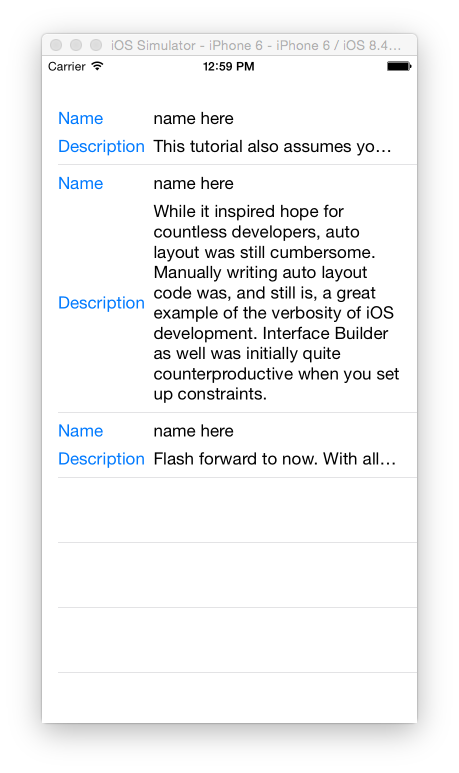 iOS Simulator - iPhone 6 - iPhone 6 / iOS 8.4...
Carrier 12:59 PM
Name name here
Description This tutorial also assumes yo...
Name name here
While it inspired hope for
countless developers, auto
layout was still cumbersome.
Manually writing auto layout
code was, and still is, a great
Description example of the verbosity of iOS
development. Interface Builder
as well was initially quite
counterproductive when you set
up constraints.
Name name here
Description Flash forward to now. With all...